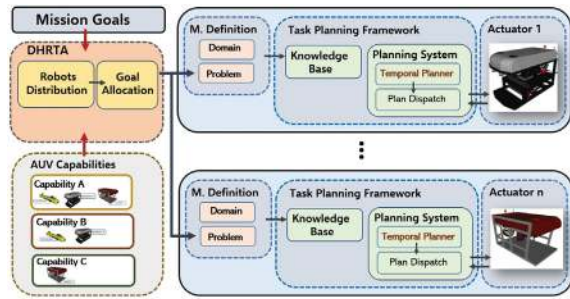 Mission Goals
DHRTA
Robots
Distribution
Goal
Allocation
AUV Capabilities
Capability A
Capability B
Capability C
M. Definition
Domain
Problem
Task Planning Framework
Knowledge
Base
Planning System
Temporal Planner
Plan Dispatch
Actuator 1
M. Definition
Domain
Problem
Task Planning Framework
Knowledge
Base
Planning System
Temporal Planner
Plan Dispatch
Actuator n